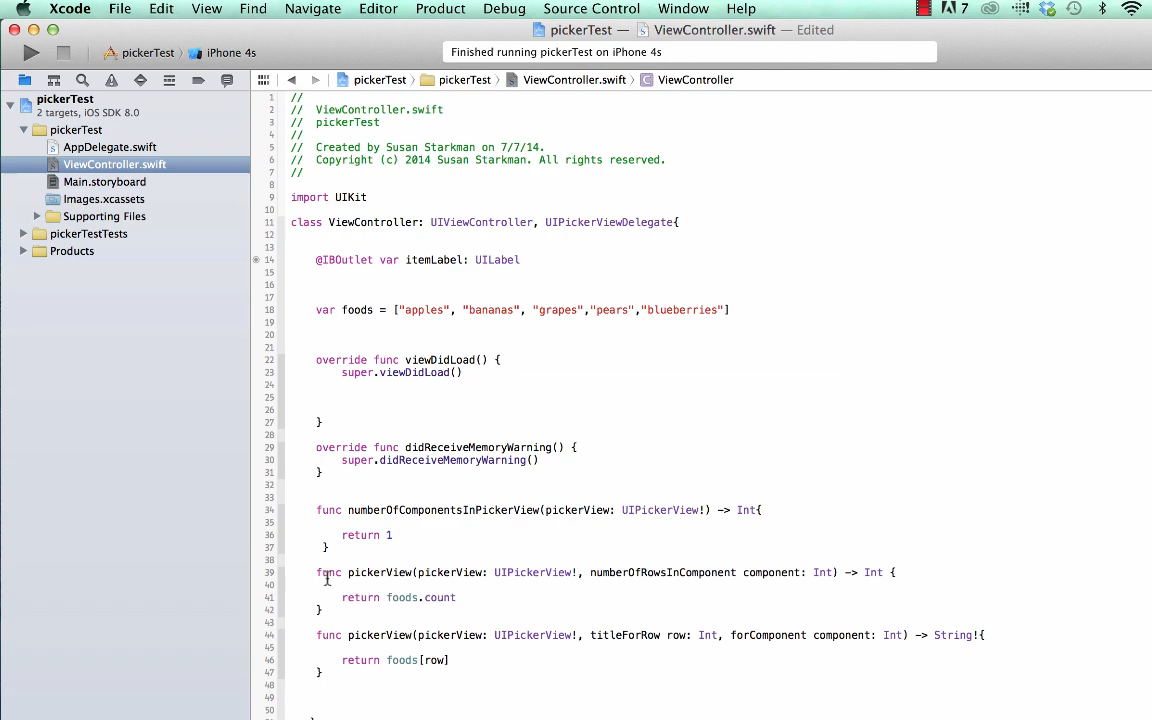 Xcode File Edit View Find Navigate Editor Product Debug Source Control Window Help 7
pickerTest — ViewController.swift — Edited
pickerTest › iPhone 4s
Finished running pickerTest on iPhone 4s
pickerTest › pickerTest › ViewController.swift › C ViewController
pickerTest
2 targets, iOS SDK 8.0
pickerTest
AppDelegate.swift
ViewController.swift
Main.storyboard
Images.xcassets
Supporting Files
pickerTestTests
Products
1 //
2 // ViewController.swift
3 // pickerTest
4 //
5 // Created by Susan Starkman on 7/7/14.
6 // Copyright (c) 2014 Susan Starkman. All rights reserved.
7 //
8
9 import UIKit
10
11 class ViewController: UIViewController, UIPickerViewDelegate{
12
13
14 @IBOutlet var itemLabel: UILabel
15
16
17
18 var foods = ["apples", "bananas", "grapes","pears","blueberries"]
19
20
21
22 override func viewDidLoad() {
23 super.viewDidLoad()
24
25
26
27 }
28
29 override func didReceiveMemoryWarning() {
30 super.didReceiveMemoryWarning()
31 }
32
33
34 func numberOfComponentsInPickerView(pickerView: UIPickerView!) -> Int{
35
36 return 1
37 }
38
39 func pickerView(pickerView: UIPickerView!, numberOfRowsInComponent component: Int) -> Int {
40
41 return foods.count
42 }
43
44 func pickerView(pickerView: UIPickerView!, titleForRow row: Int, forComponent component: Int) -> String!{
45
46 return foods[row]
47 }
48
49
50